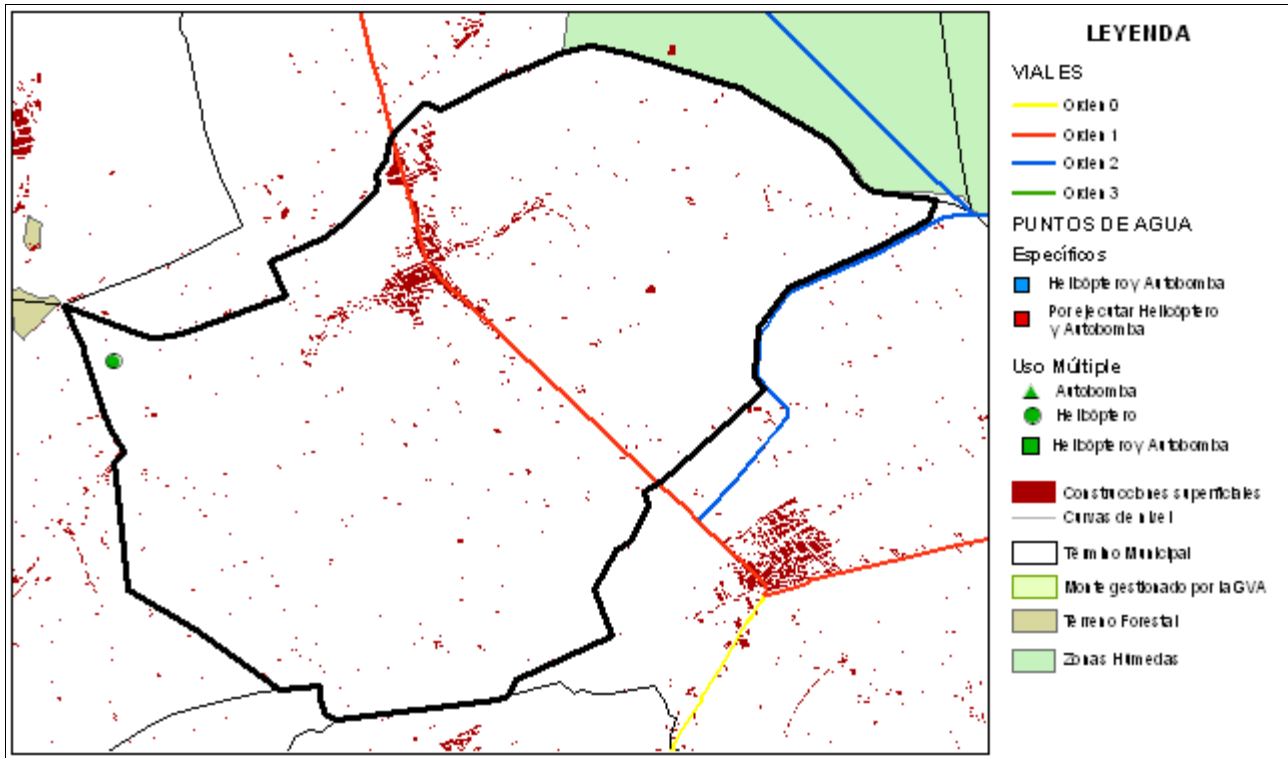 LEYENDA
VIALES
Orden 0
Orden 1
Orden 2
Orden 3
PUNTOS DE AGUA
Específicos
Helicóptero y Autobomba
Por ejecutar Helicóptero
y Autobomba
Uso Múltiple
Autobomba
Helicóptero
Helicóptero y Autobomba
Construcciones superficiales
Curvas de nivel
Término Municipal
Monte gestionado por la GVA
Terreno Forestal
Zonas Húmedas